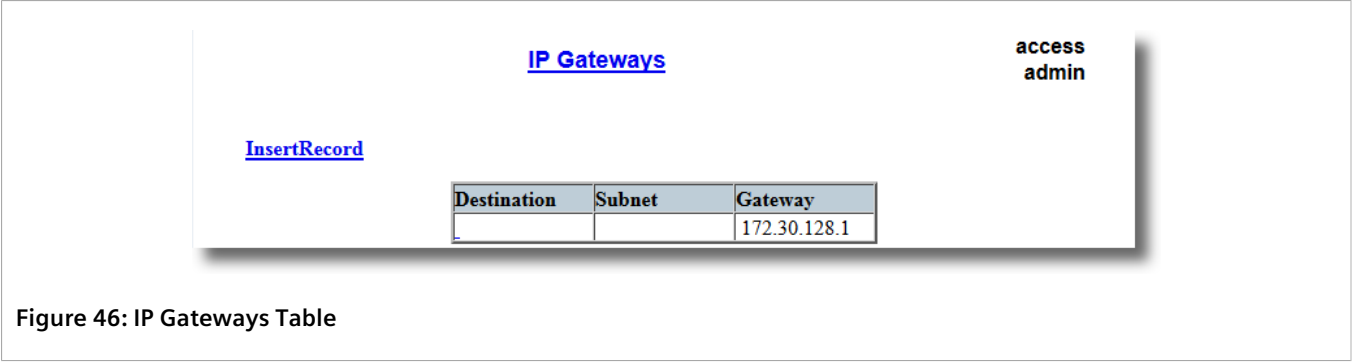 IP Gateways
access
admin
InsertRecord
Destination Subnet Gateway
172.30.128.1
Figure 46: IP Gateways Table